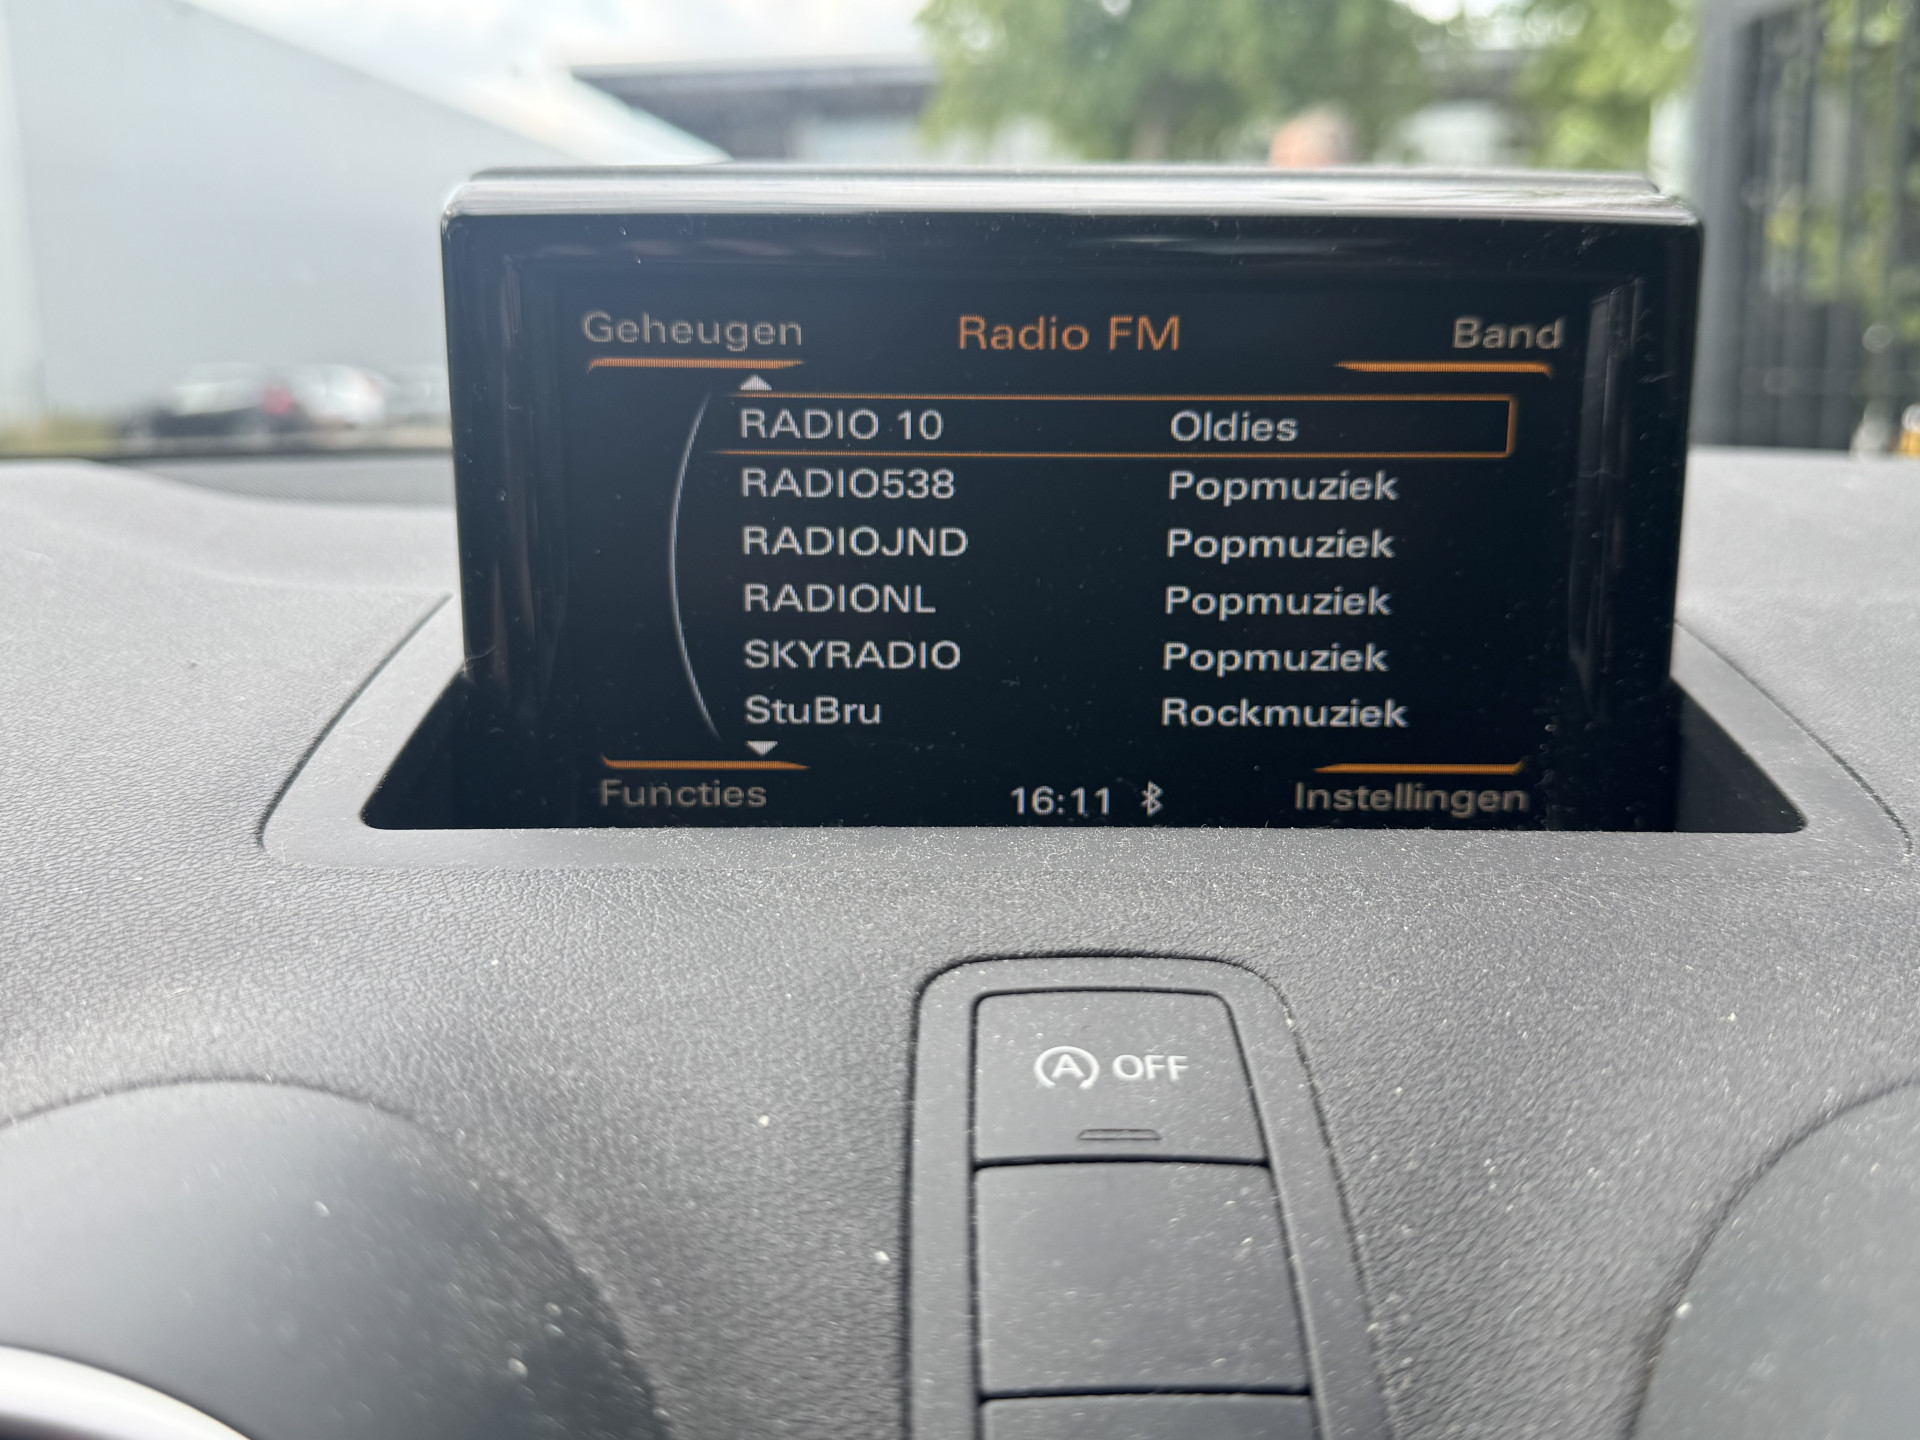 Geheugen Radio FM Band
RADIO 10 Oldies
RADIO538 Popmuziek
RADIOJND Popmuziek
RADIONL Popmuziek
SKYRADIO Popmuziek
StuBru Rockmuziek
Functies 16:11 Instellingen
A OFF